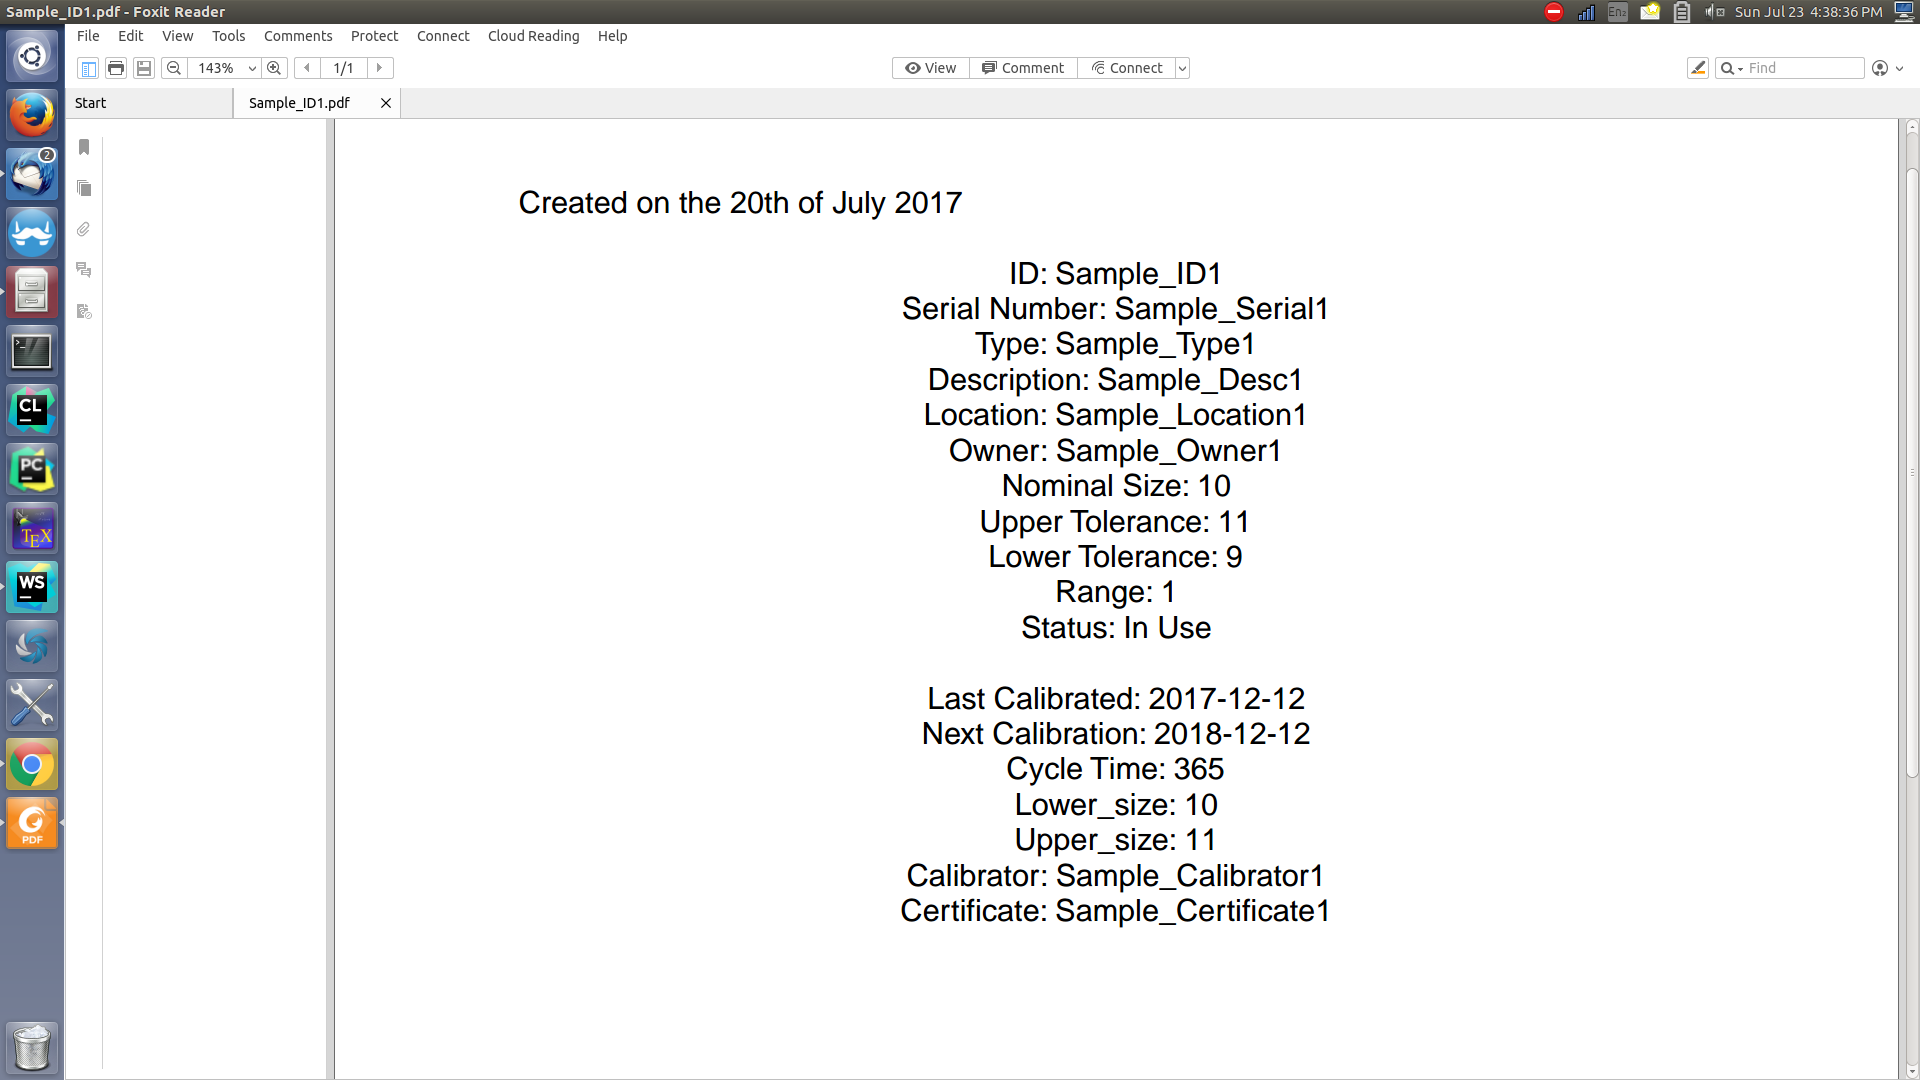 Sample_ID1.pdf - Foxit Reader
En2
Sun Jul 23 4:38:36 PM
File Edit View Tools Comments Protect Connect Cloud Reading Help
143% 1/1 View Comment Connect Find
Start Sample_ID1.pdf
2
CL
PC
TEX
WS
PDF
Created on the 20th of July 2017
ID: Sample_ID1
Serial Number: Sample_Serial1
Type: Sample_Type1
Description: Sample_Desc1
Location: Sample_Location1
Owner: Sample_Owner1
Nominal Size: 10
Upper Tolerance: 11
Lower Tolerance: 9
Range: 1
Status: In Use
Last Calibrated: 2017-12-12
Next Calibration: 2018-12-12
Cycle Time: 365
Lower_size: 10
Upper_size: 11
Calibrator: Sample_Calibrator1
Certificate: Sample_Certificate1